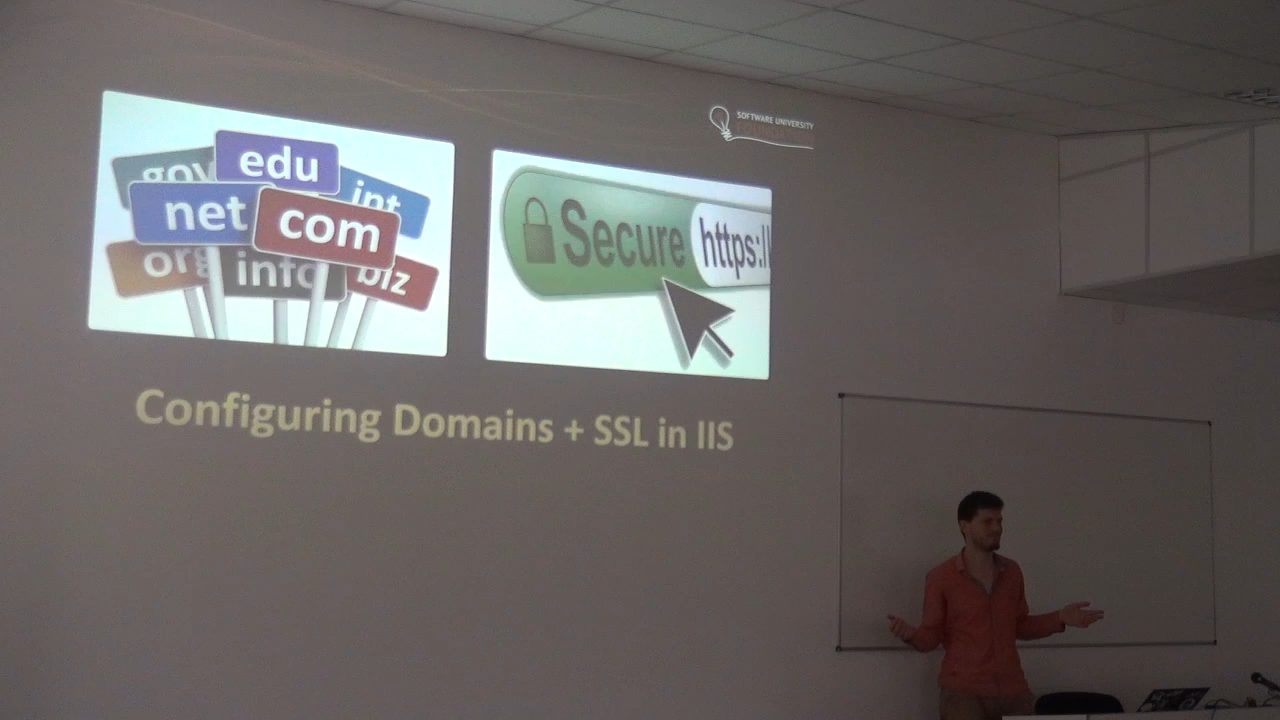 SOFTWARE UNIVERSITY
gov
edu
int
net
com
org
info
biz
Secure
https://
Configuring Domains + SSL in IIS